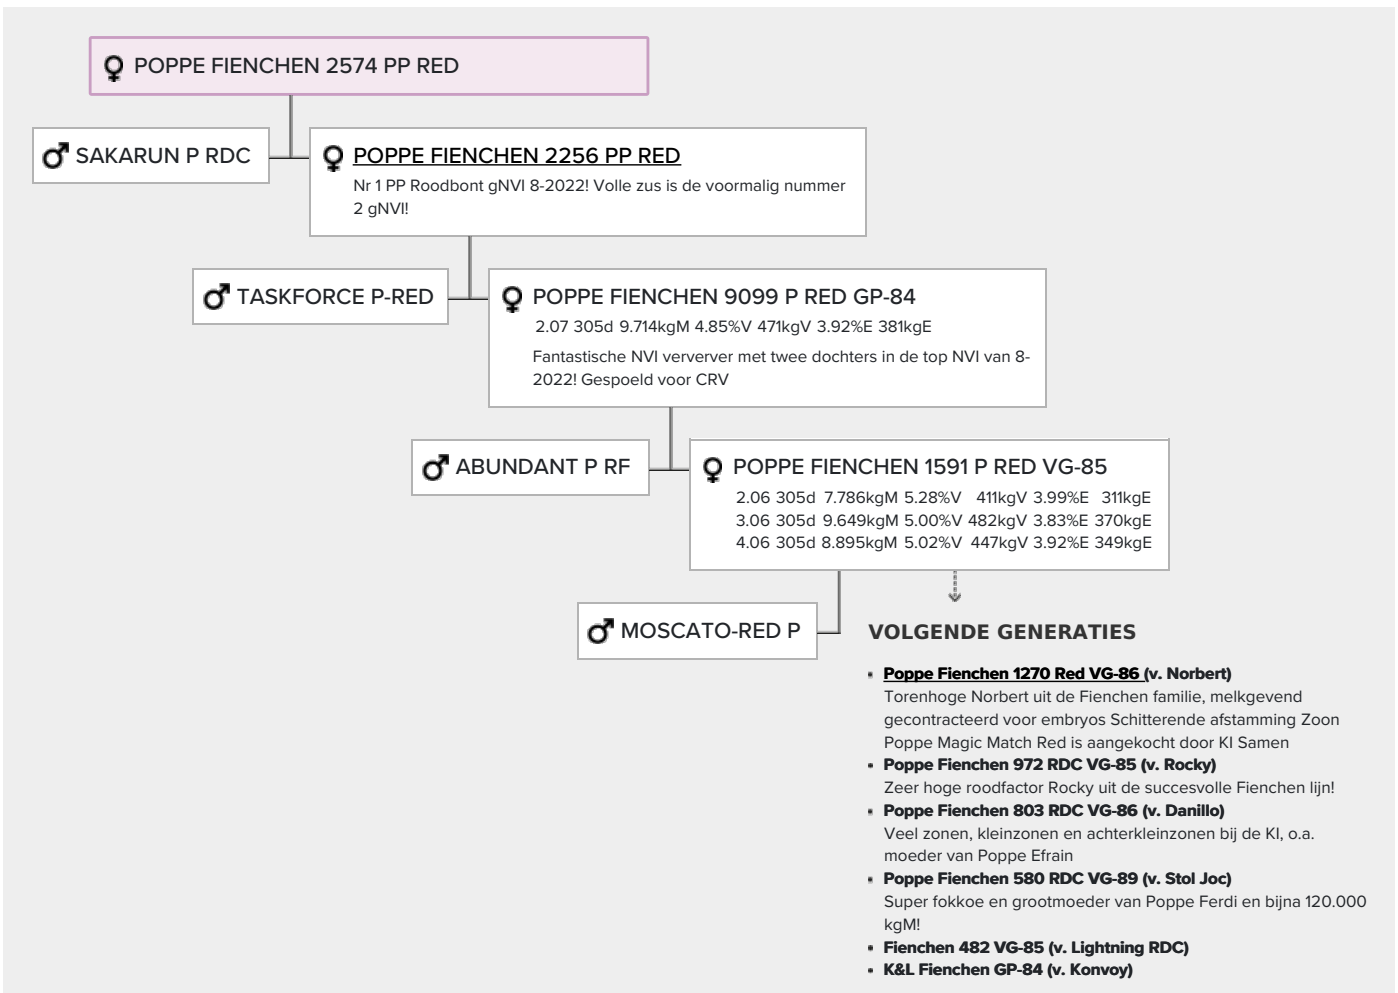 POPPE FIENCHEN 2574 PP RED
SAKARUN P RDC
POPPE FIENCHEN 2256 PP RED
Nr 1 PP Roodbont gNVI 8-2022! Volle zus is de voormalig nummer
2 gNVI!
TASKFORCE P-RED
POPPE FIENCHEN 9099 P RED GP-84
2.07 305d 9.714kgM 4.85%V 471kgV 3.92%E 381kgE
Fantastische NVI ververver met twee dochters in de top NVI van 8-
2022! Gespoeld voor CRV
ABUNDANT P RF
POPPE FIENCHEN 1591 P RED VG-85
2.06 305d 7.786kgM 5.28%V 411kgV 3.99%E 311kgE
3.06 305d 9.649kgM 5.00%V 482kgV 3.83%E 370kgE
4.06 305d 8.895kgM 5.02%V 447kgV 3.92%E 349kgE
MOSCATO-RED P
VOLGENDE GENERATIES
Poppe Fienchen 1270 Red VG-86 (v. Norbert)
Torenhoge Norbert uit de Fienchen familie, melkgevend
gecontracteerd voor embryos Schitterende afstamming Zoon
Poppe Magic Match Red is aangekocht door KI Samen
Poppe Fienchen 972 RDC VG-85 (v. Rocky)
Zeer hoge roodfactor Rocky uit de succesvolle Fienchen lijn!
Poppe Fienchen 803 RDC VG-86 (v. Danillo)
Veel zonen, kleinzonen en achterkleinzonen bij de KI, o.a.
moeder van Poppe Efrain
Poppe Fienchen 580 RDC VG-89 (v. Stol Joc)
Super fokkoe en grootmoeder van Poppe Ferdi en bijna 120.000
kgM!
Fienchen 482 VG-85 (v. Lightning RDC)
K&L Fienchen GP-84 (v. Konvoy)